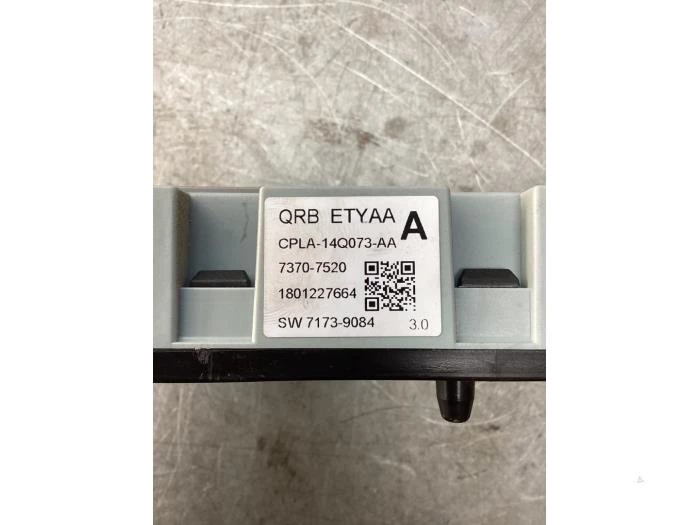 QRB ETYAA A
CPLA-14Q073-AA
7370-7520
1801227664
SW 7173-9084 3.0